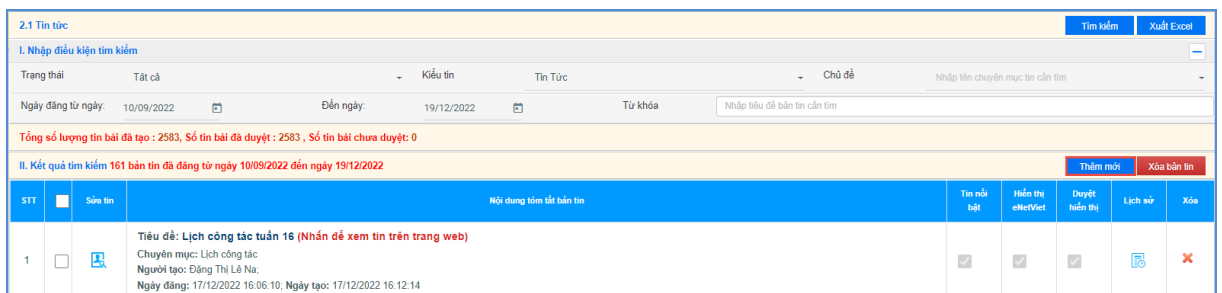 2.1 Tin tức Tìm kiếm Xuất Excel
I. Nhập điều kiện tìm kiếm
Trạng thái Tất cả Kiểu tin Tin Tức Chủ đề Nhập tên chuyên mục tin cần tìm
Ngày đăng từ ngày: 10/09/2022 Đến ngày: 19/12/2022 Từ khóa Nhập tiêu đề bản tin cần tìm
Tổng số lượng tin bài đã tạo : 2583, Số tin bài đã duyệt : 2583 , Số tin bài chưa duyệt: 0
II. Kết quả tìm kiếm 161 bản tin đã đăng từ ngày 10/09/2022 đến ngày 19/12/2022 Thêm mới Xóa bản tin
STT Sửa tin Nội dung tóm tắt bản tin Tin nổi bật Hiển thị eNetViet Duyệt hiển thị Lịch sử Xóa
Tiêu đề: Lịch công tác tuần 16 (Nhấn để xem tin trên trang web)
1 Chuyên mục: Lịch công tác
Người tạo: Đặng Thị Lê Na;
Ngày đăng: 17/12/2022 16:06:10; Ngày tạo: 17/12/2022 16:12:14